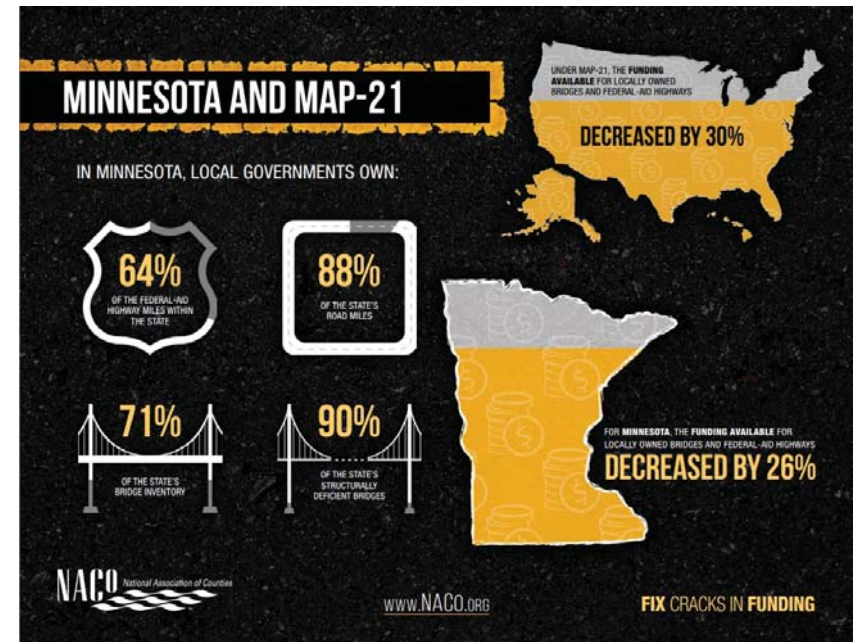 MINNESOTA AND MAP-21
UNDER MAP-21, THE FUNDING
AVAILABLE FOR LOCALLY OWNED
BRIDGES AND FEDERAL-AID HIGHWAYS
DECREASED BY 30%
IN MINNESOTA, LOCAL GOVERNMENTS OWN:
64%
OF THE FEDERAL-AID
HIGHWAY MILES WITHIN
THE STATE
88%
OF THE STATE'S
ROAD MILES
71%
OF THE STATE'S
BRIDGE INVENTORY
90%
OF THE STATE'S
STRUCTURALLY
DEFICIENT BRIDGES
FOR MINNESOTA, THE FUNDING AVAILABLE FOR
LOCALLY OWNED BRIDGES AND FEDERAL-AID HIGHWAYS
DECREASED BY 26%
NACo National Association of Counties
WWW.NACO.ORG
FIX CRACKS IN FUNDING